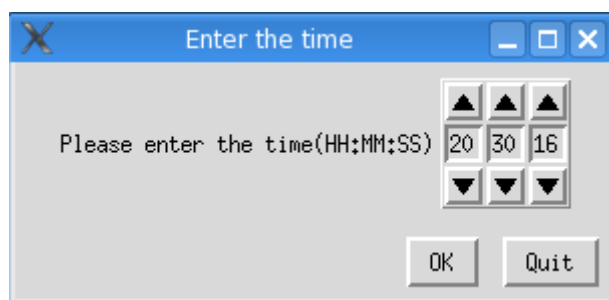 Enter the time
Please enter the time(HH:MM:SS) 20 30 16
OK Quit